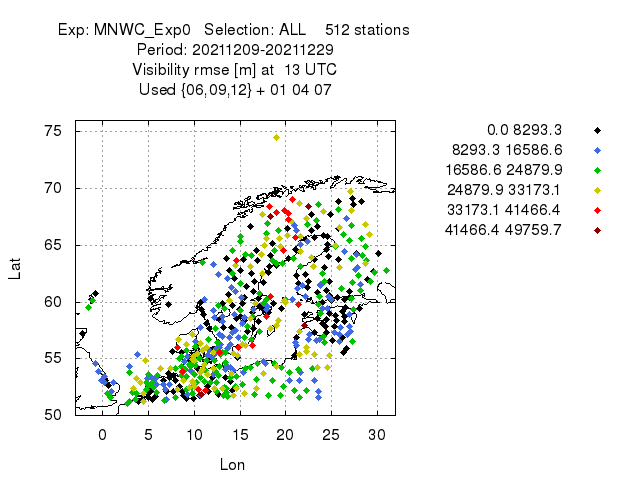 Exp: MNWC_Exp0 Selection: ALL 512 stations
Period: 20211209-20211229
Visibility rmse [m] at 13 UTC
Used {06,09,12} + 01 04 07
0.0 8293.3
8293.3 16586.6
16586.6 24879.9
24879.9 33173.1
33173.1 41466.4
41466.4 49759.7
75
70
65
60
55
50
Lat
0 5 10 15 20 25 30
Lon